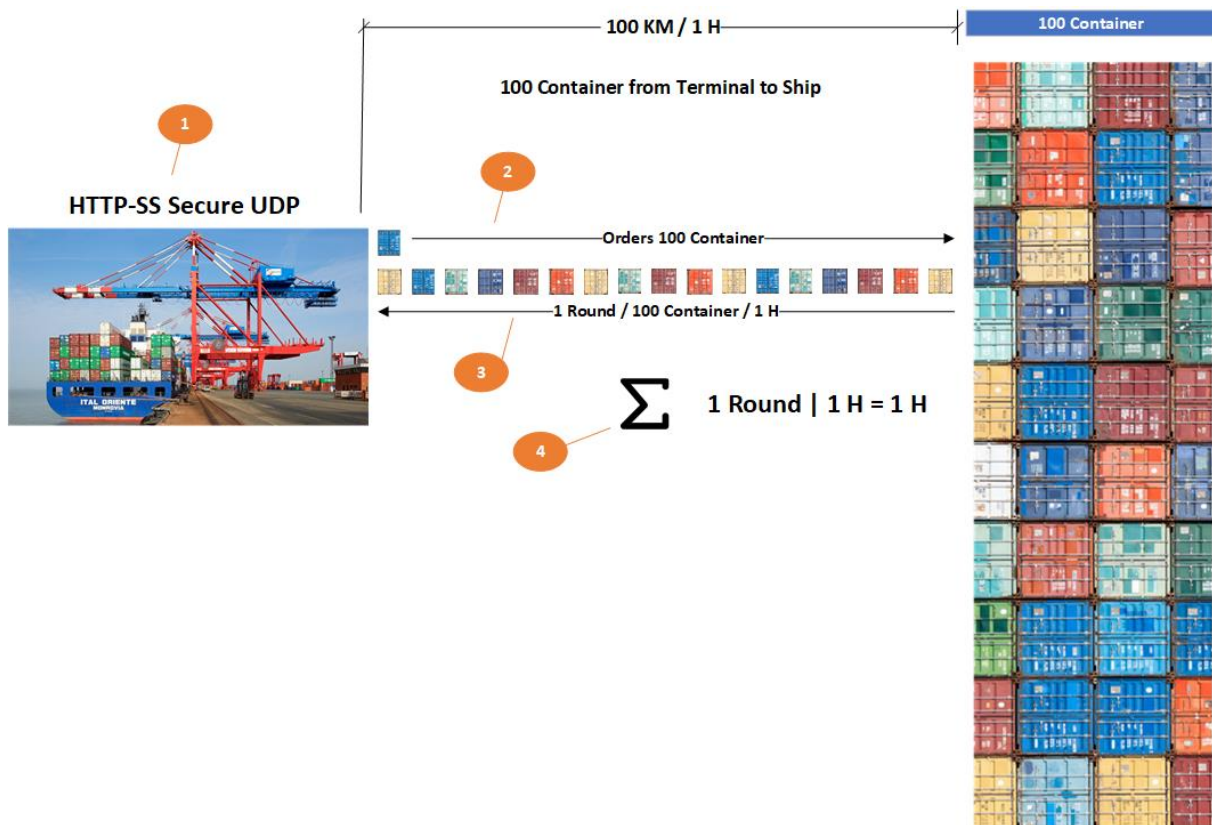 100 KM / 1 H
100 Container
100 Container from Terminal to Ship
1
2
HTTP-SS Secure UDP
Orders 100 Container
1 Round / 100 Container / 1 H
3
ITAL ORIENTE
MONROVIA
Σ 1 Round | 1 H = 1 H
4